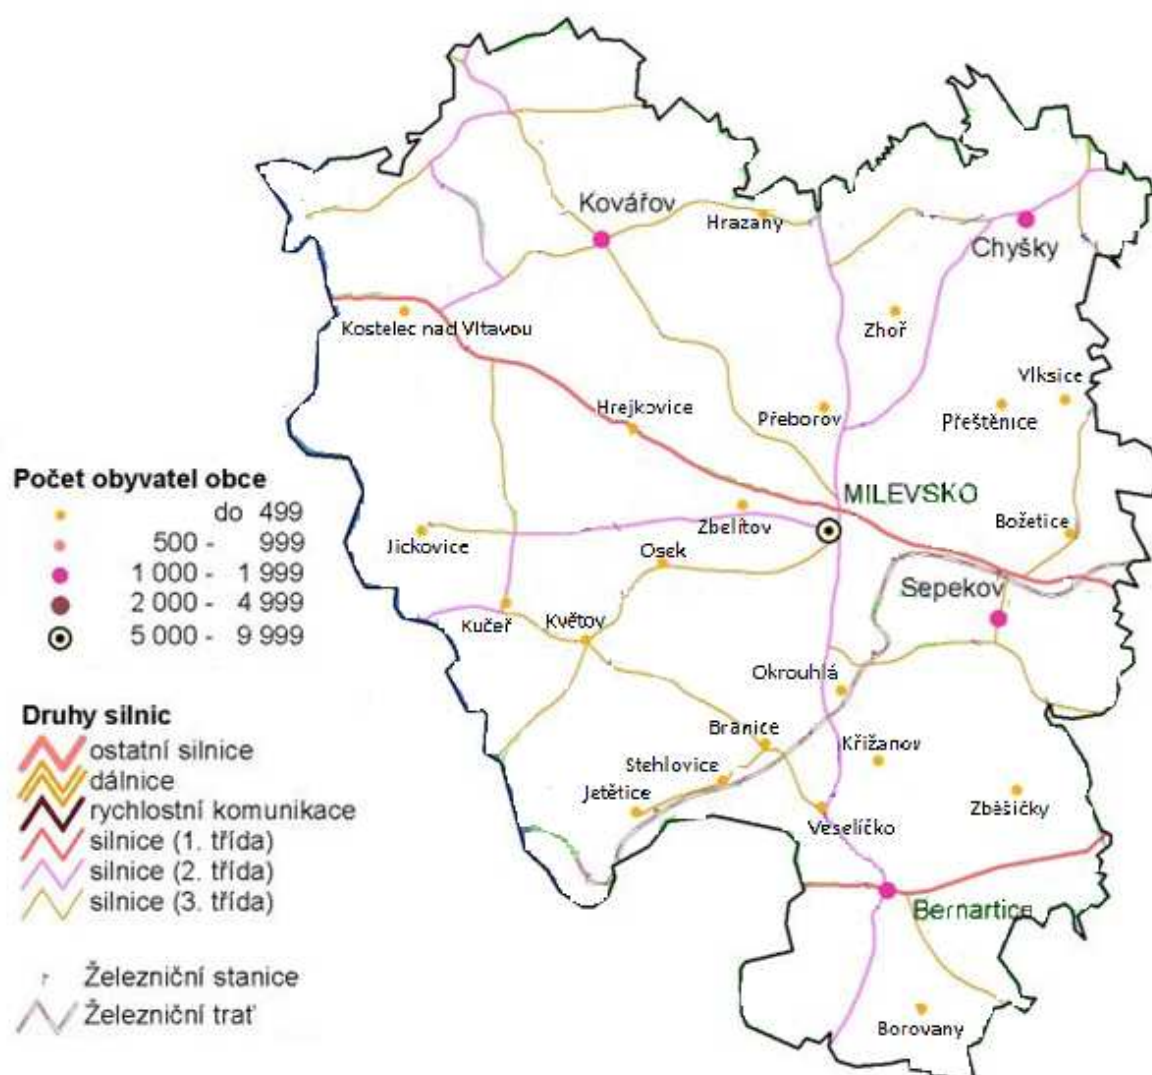 Kovářov
Hrazany
Chyšky
Kostelec nad Vltavou
Zhoř
Vlksice
Hrejkovice
Přeborov
Přeštěnice
MILEVSKO
Zbelítov
Božetice
Jickovice
Osek
Sepekov
Kučeř
Květov
Okrouhlá
Branice
Křižanov
Stehlovice
Jetětice
Zběšičky
Veselíčko
Bernartice
Borovany
Počet obyvatel obce
do 499
500 - 999
1 000 - 1 999
2 000 - 4 999
5 000 - 9 999
Druhy silnic
ostatní silnice
dálnice
rychlostní komunikace
silnice (1. třída)
silnice (2. třída)
silnice (3. třída)
Železniční stanice
Železniční trať